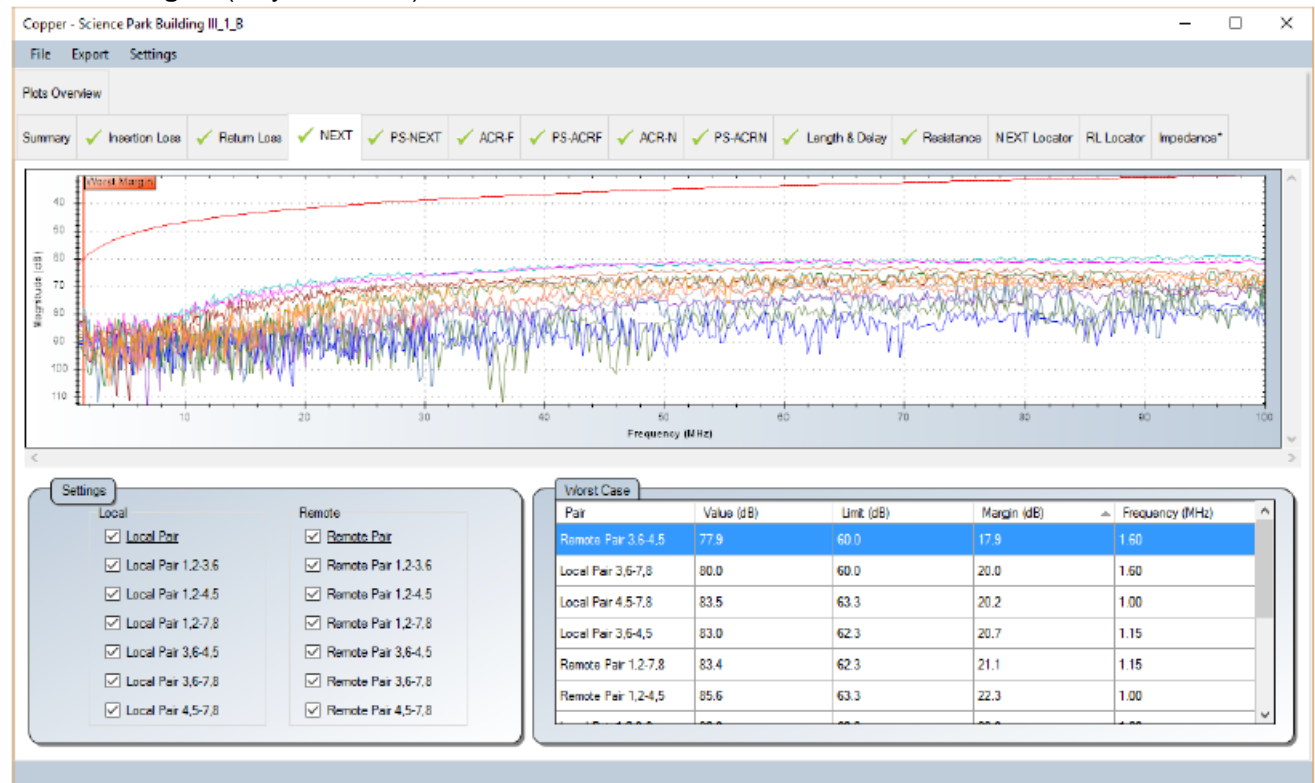 Copper - Science Park Building III_1_B
File Export Settings
Plots Overview
Summary Insertion Loss Return Loss NEXT PS-NEXT ACR-F PS-ACRF ACR-N PS-ACRN Length & Delay Resistance NEXT Locator RL Locator Impedance*
Worst Margin
Magnitude (dB)
40
50
60
70
80
90
100
110
10 20 30 40 50 60 70 80 90 100
Frequency (MHz)
Settings
Local Remote
Local Pair Remote Pair
Local Pair 1,2-3,6 Remote Pair 1,2-3,6
Local Pair 1,2-4,5 Remote Pair 1,2-4,5
Local Pair 1,2-7,8 Remote Pair 1,2-7,8
Local Pair 3,6-4,5 Remote Pair 3,6-4,5
Local Pair 3,6-7,8 Remote Pair 3,6-7,8
Local Pair 4,5-7,8 Remote Pair 4,5-7,8
Worst Case
Pair Value (dB) Limit (dB) Margin (dB) Frequency (MHz)
Remote Pair 3,6-4,5 77.9 60.0 17.9 1.60
Local Pair 3,6-7,8 80.0 60.0 20.0 1.60
Local Pair 4,5-7,8 83.5 63.3 20.2 1.00
Local Pair 3,6-4,5 83.0 62.3 20.7 1.15
Remote Pair 1,2-7,8 83.4 62.3 21.1 1.15
Remote Pair 1,2-4,5 85.6 63.3 22.3 1.00